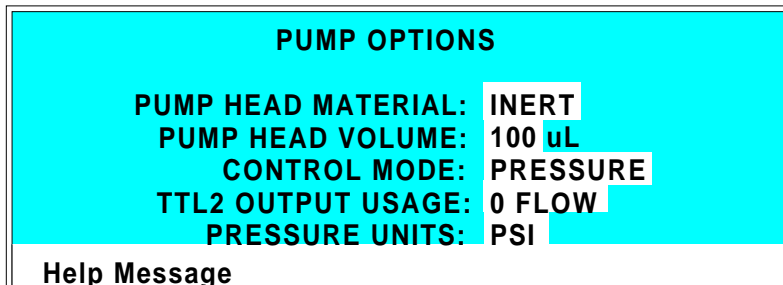 PUMP OPTIONS
PUMP HEAD MATERIAL: INERT
PUMP HEAD VOLUME: 100 uL
CONTROL MODE: PRESSURE
TTL2 OUTPUT USAGE: 0 FLOW
PRESSURE UNITS: PSI
Help Message